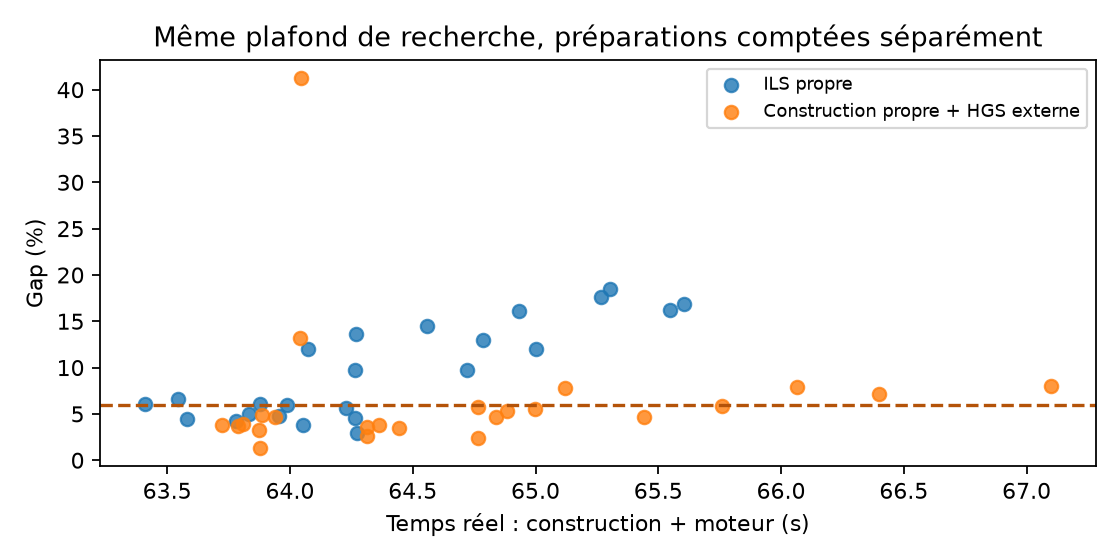 Même plafond de recherche, préparations comptées séparément
ILS propre
Construction propre + HGS externe
Gap (%)
40
35
30
25
20
15
10
5
0
63.5 64.0 64.5 65.0 65.5 66.0 66.5 67.0
Temps réel : construction + moteur (s)